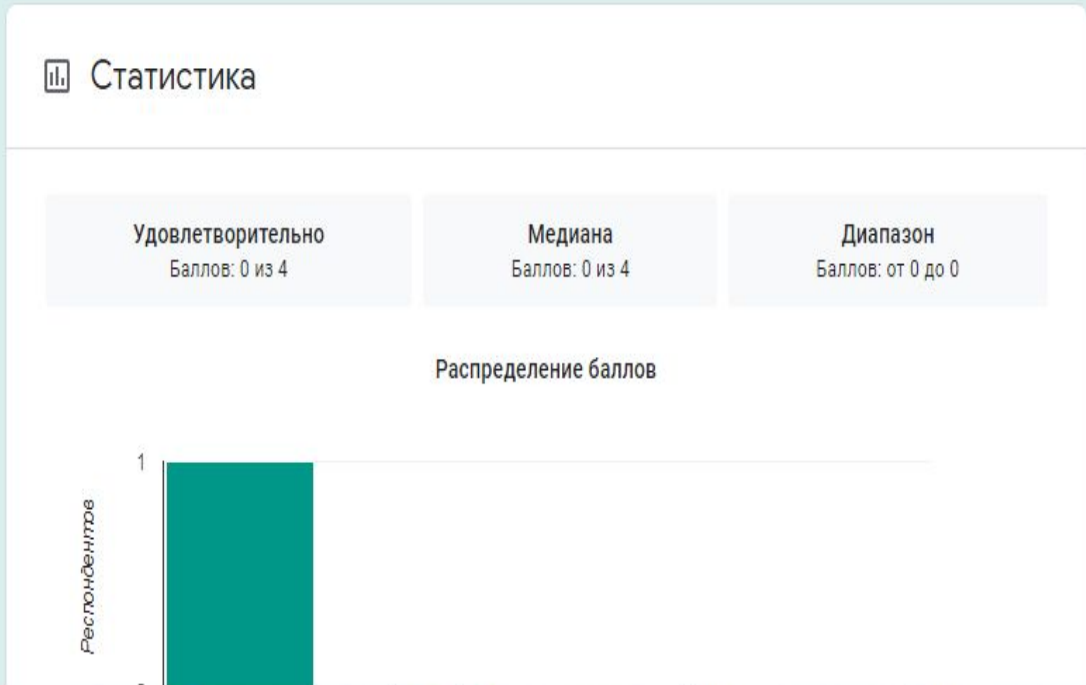 Статистика
Удовлетворительно
Баллов: 0 из 4
Медиана
Баллов: 0 из 4
Диапазон
Баллов: от 0 до 0
Распределение баллов
1
Респондентов